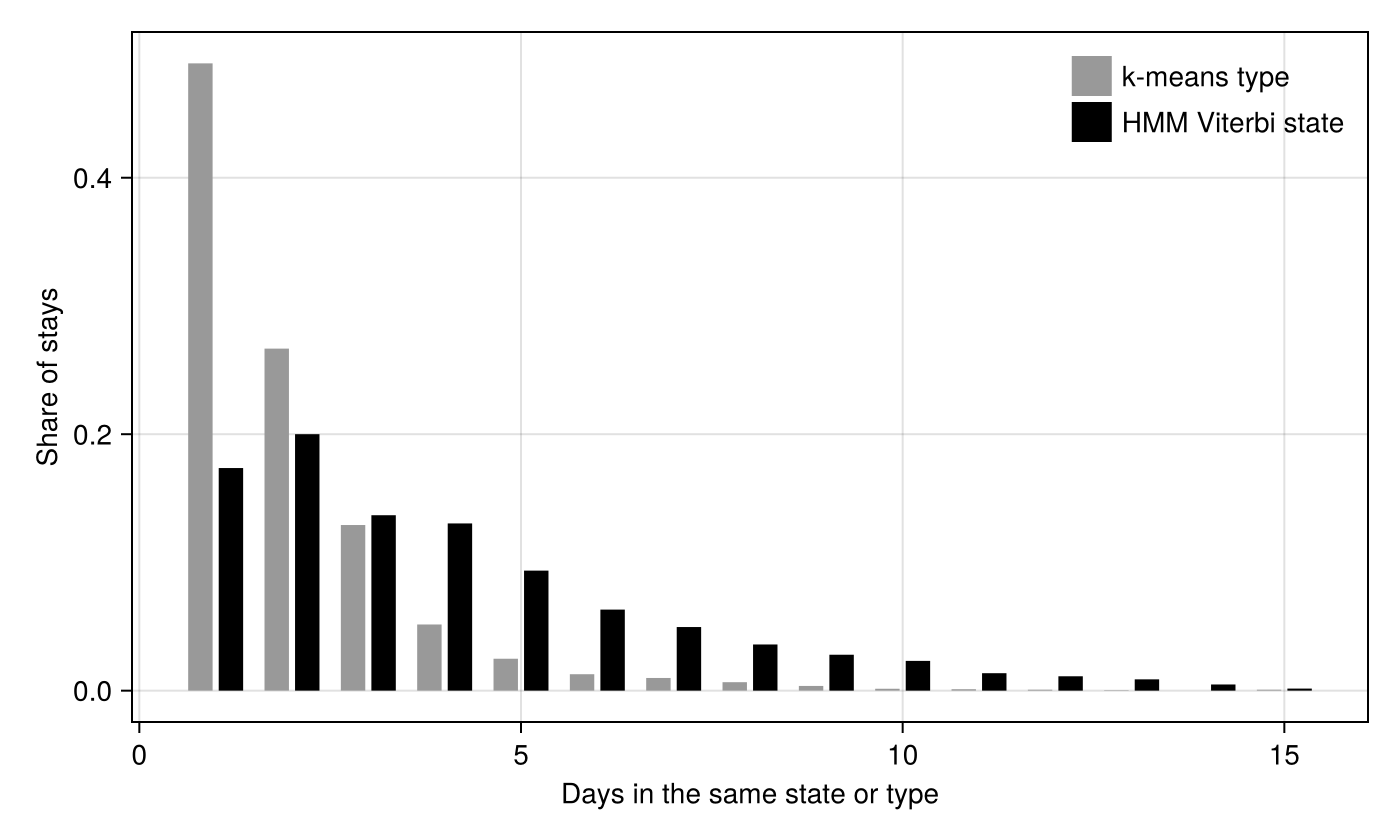 k-means type
HMM Viterbi state
Share of stays
0.4
0.2
0.0
0 5 10 15
Days in the same state or type